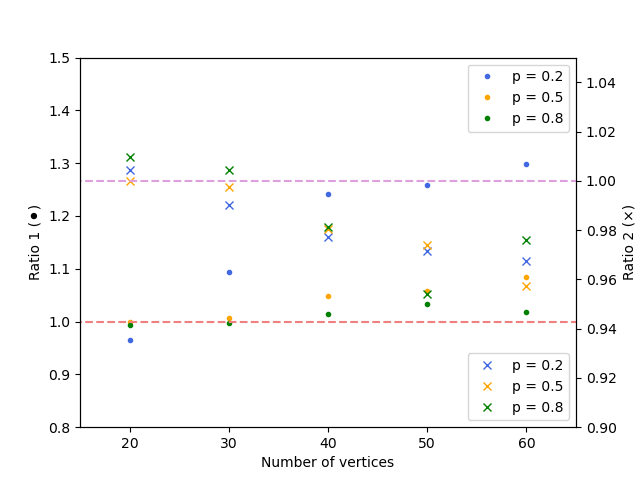 1.5
1.4
1.3
1.2
1.1
1.0
0.9
0.8
Ratio 1 (●)
p = 0.2
p = 0.5
p = 0.8
p = 0.2
p = 0.5
p = 0.8
1.04
1.02
1.00
0.98
0.96
0.94
0.92
0.90
Ratio 2 (×)
20 30 40 50 60
Number of vertices